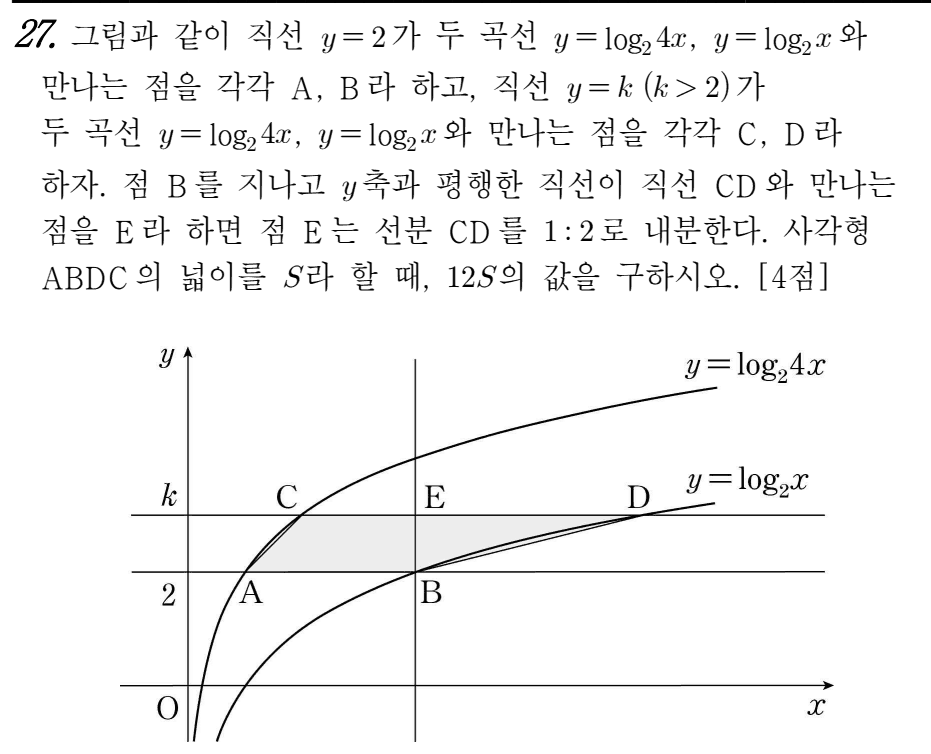 27. 그림과 같이 직선 y=2가 두 곡선 y=log₂4x, y=log₂x와
만나는 점을 각각 A, B라 하고, 직선 y=k (k>2)가
두 곡선 y=log₂4x, y=log₂x와 만나는 점을 각각 C, D라
하자. 점 B를 지나고 y축과 평행한 직선이 직선 CD와 만나는
점을 E라 하면 점 E는 선분 CD를 1:2로 내분한다. 사각형
ABDC의 넓이를 S라 할 때, 12S의 값을 구하시오. [4점]
y
y=log₂4x
k
C
E
D
y=log₂x
2
A
B
O
x